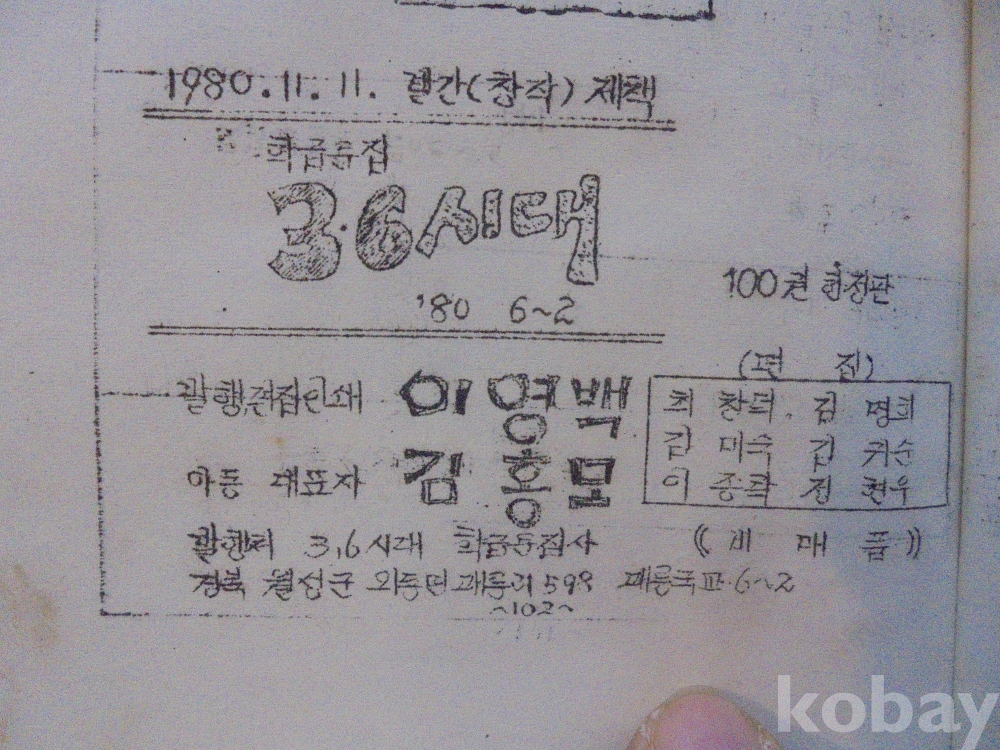 1980.11.11. 발간(창작) 제책
학급문집
3.6시대
'80 6~2
100권 한정판
발행편집인쇄 이영백
아동 대표자 김흥모
(편 집)
최 창락. 김 명희
김 미숙 김 귀순
이 종락 정 현우
발행처 3,6시대 학급문집사
((비 매 품))
경북 월성군 외동면 괘릉리 598 괘릉국교 6~2
~102~
kobay